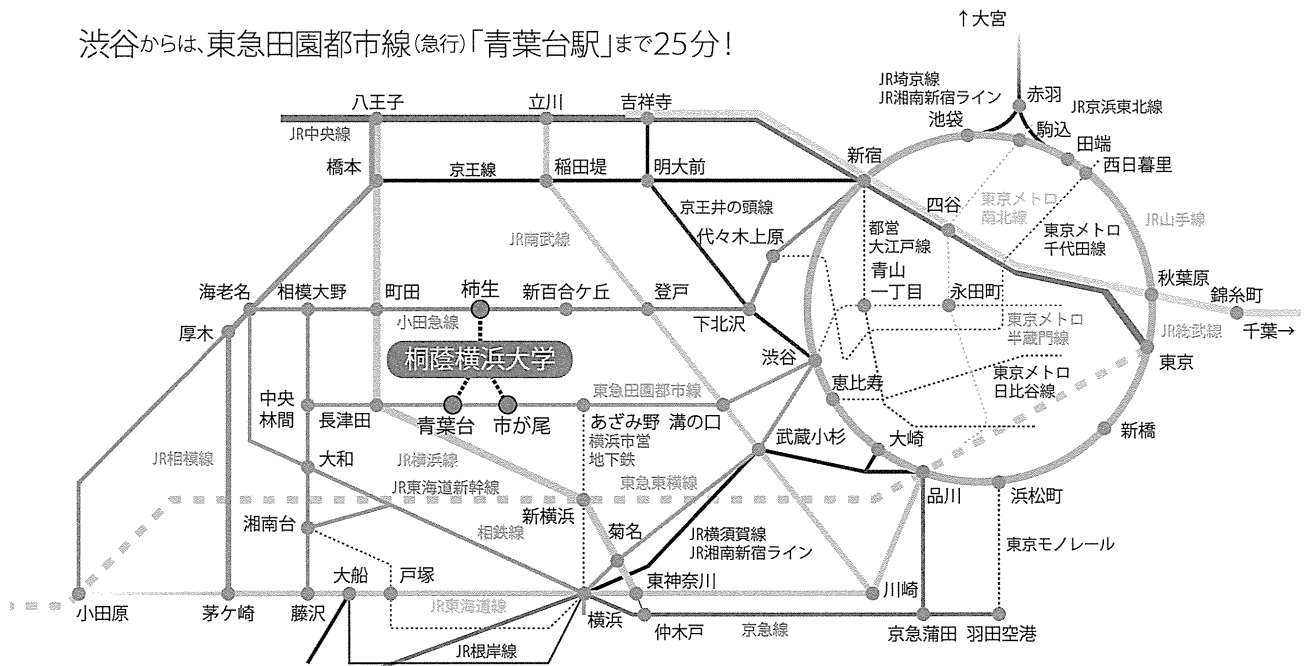 渋谷からは、東急田園都市線（急行）「青葉台駅」まで25分！
↑大宮
JR埼京線
JR湘南新宿ライン
赤羽
JR京浜東北線
池袋
駒込
田端
西日暮里
八王子
立川
吉祥寺
JR中央線
橋本
京王線
稲田堤
明大前
新宿
四谷
東京メトロ
南北線
JR山手線
京王井の頭線
代々木上原
都営
大江戸線
東京メトロ
千代田線
JR南武線
青山
一丁目
永田町
秋葉原
錦糸町
千葉→
JR総武線
海老名
相模大野
町田
柿生
新百合ケ丘
登戸
下北沢
小田急線
東京メトロ
半蔵門線
厚木
桐蔭横浜大学
渋谷
東京
恵比寿
東京メトロ
日比谷線
東急田園都市線
中央
林間
長津田
青葉台
市が尾
あざみ野
溝の口
横浜市営
地下鉄
武蔵小杉
大崎
新橋
JR相模線
大和
JR横浜線
JR東海道新幹線
東急東横線
品川
浜松町
湘南台
新横浜
相鉄線
菊名
JR横須賀線
JR湘南新宿ライン
東京モノレール
大船
戸塚
東神奈川
川崎
小田原
茅ケ崎
藤沢
JR東海道線
横浜
仲木戸
京急線
京急蒲田
羽田空港
JR根岸線